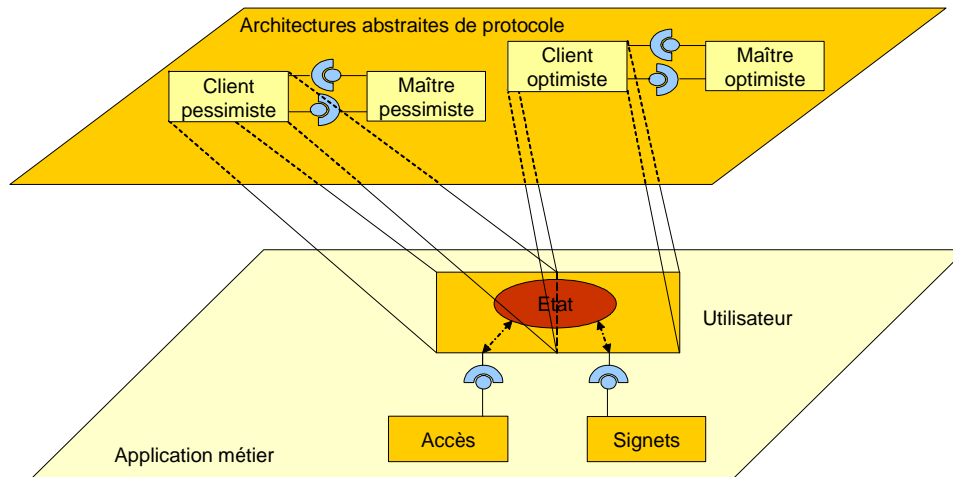 Architectures abstraites de protocole
Client
pessimiste
Maître
pessimiste
Client
optimiste
Maître
optimiste
Etat
Utilisateur
Accès
Signets
Application métier